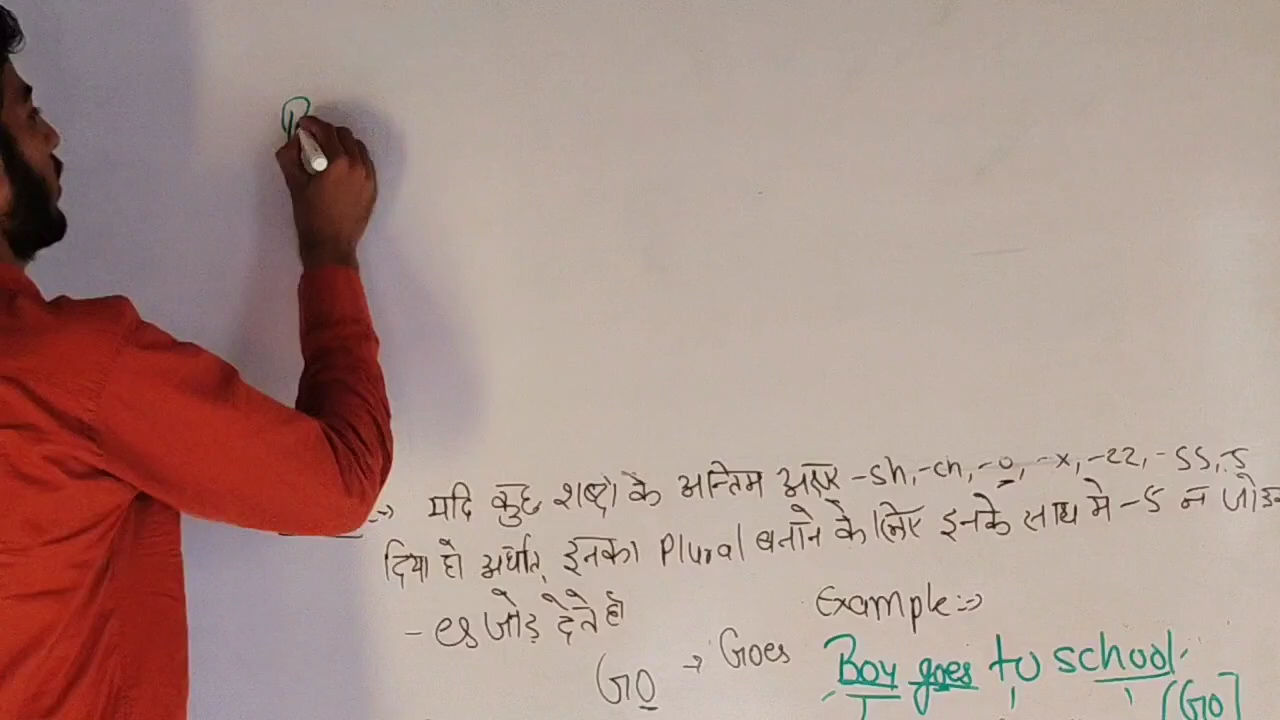 यदि कुछ शब्दो के अन्तिम अक्षर -sh, -ch, -o, -x, -zz, -ss, s
दिया हो अर्थात, इनका Plural बनाने के लिए इनके साथ मे -s न जोड़
-es जोड़ देते हो
Example:->
GO → Goes
Boy goes to school.
[GO]